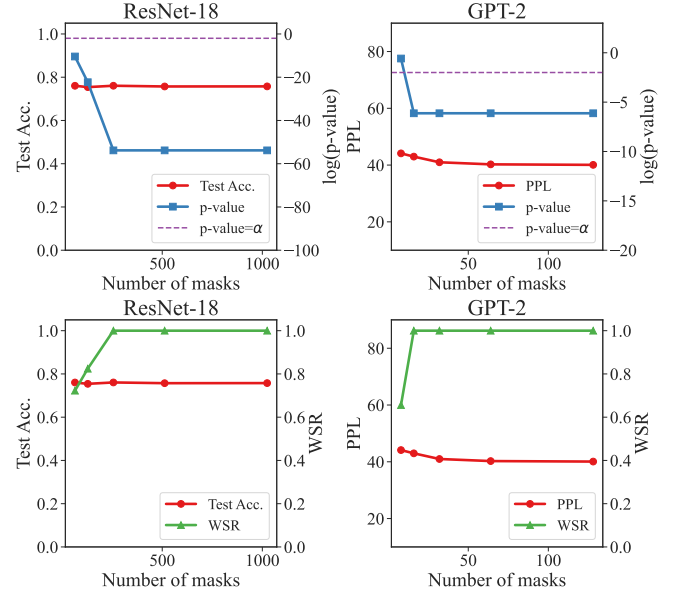 ResNet-18
1.0
0.8
0.6
0.4
0.2
0.0
Test Acc.
0
−20
−40
−60
−80
−100
log(p-value)
Test Acc.
p-value
p-value=α
500
1000
Number of masks
GPT-2
80
60
40
20
PPL
0
−5
−10
−15
−20
log(p-value)
PPL
p-value
p-value=α
50
100
Number of masks
ResNet-18
1.0
0.8
0.6
0.4
0.2
0.0
Test Acc.
1.0
0.8
0.6
0.4
0.2
0.0
WSR
Test Acc.
WSR
500
1000
Number of masks
GPT-2
80
60
40
20
PPL
1.0
0.8
0.6
0.4
0.2
0.0
WSR
PPL
WSR
50
100
Number of masks